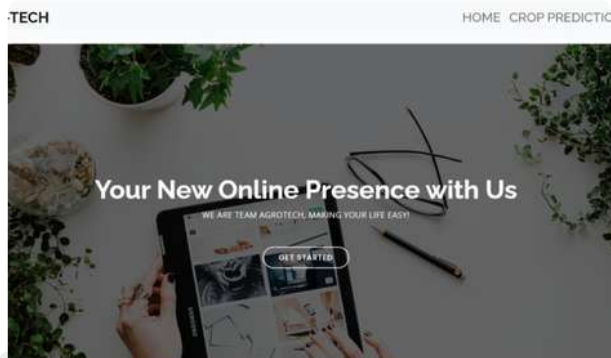 -TECH
HOME CROP PREDICTIO
Your New Online Presence with Us
WE ARE TEAM AGROTECH, MAKING YOUR LIFE EASY!
GET STARTED
SAMSUNG